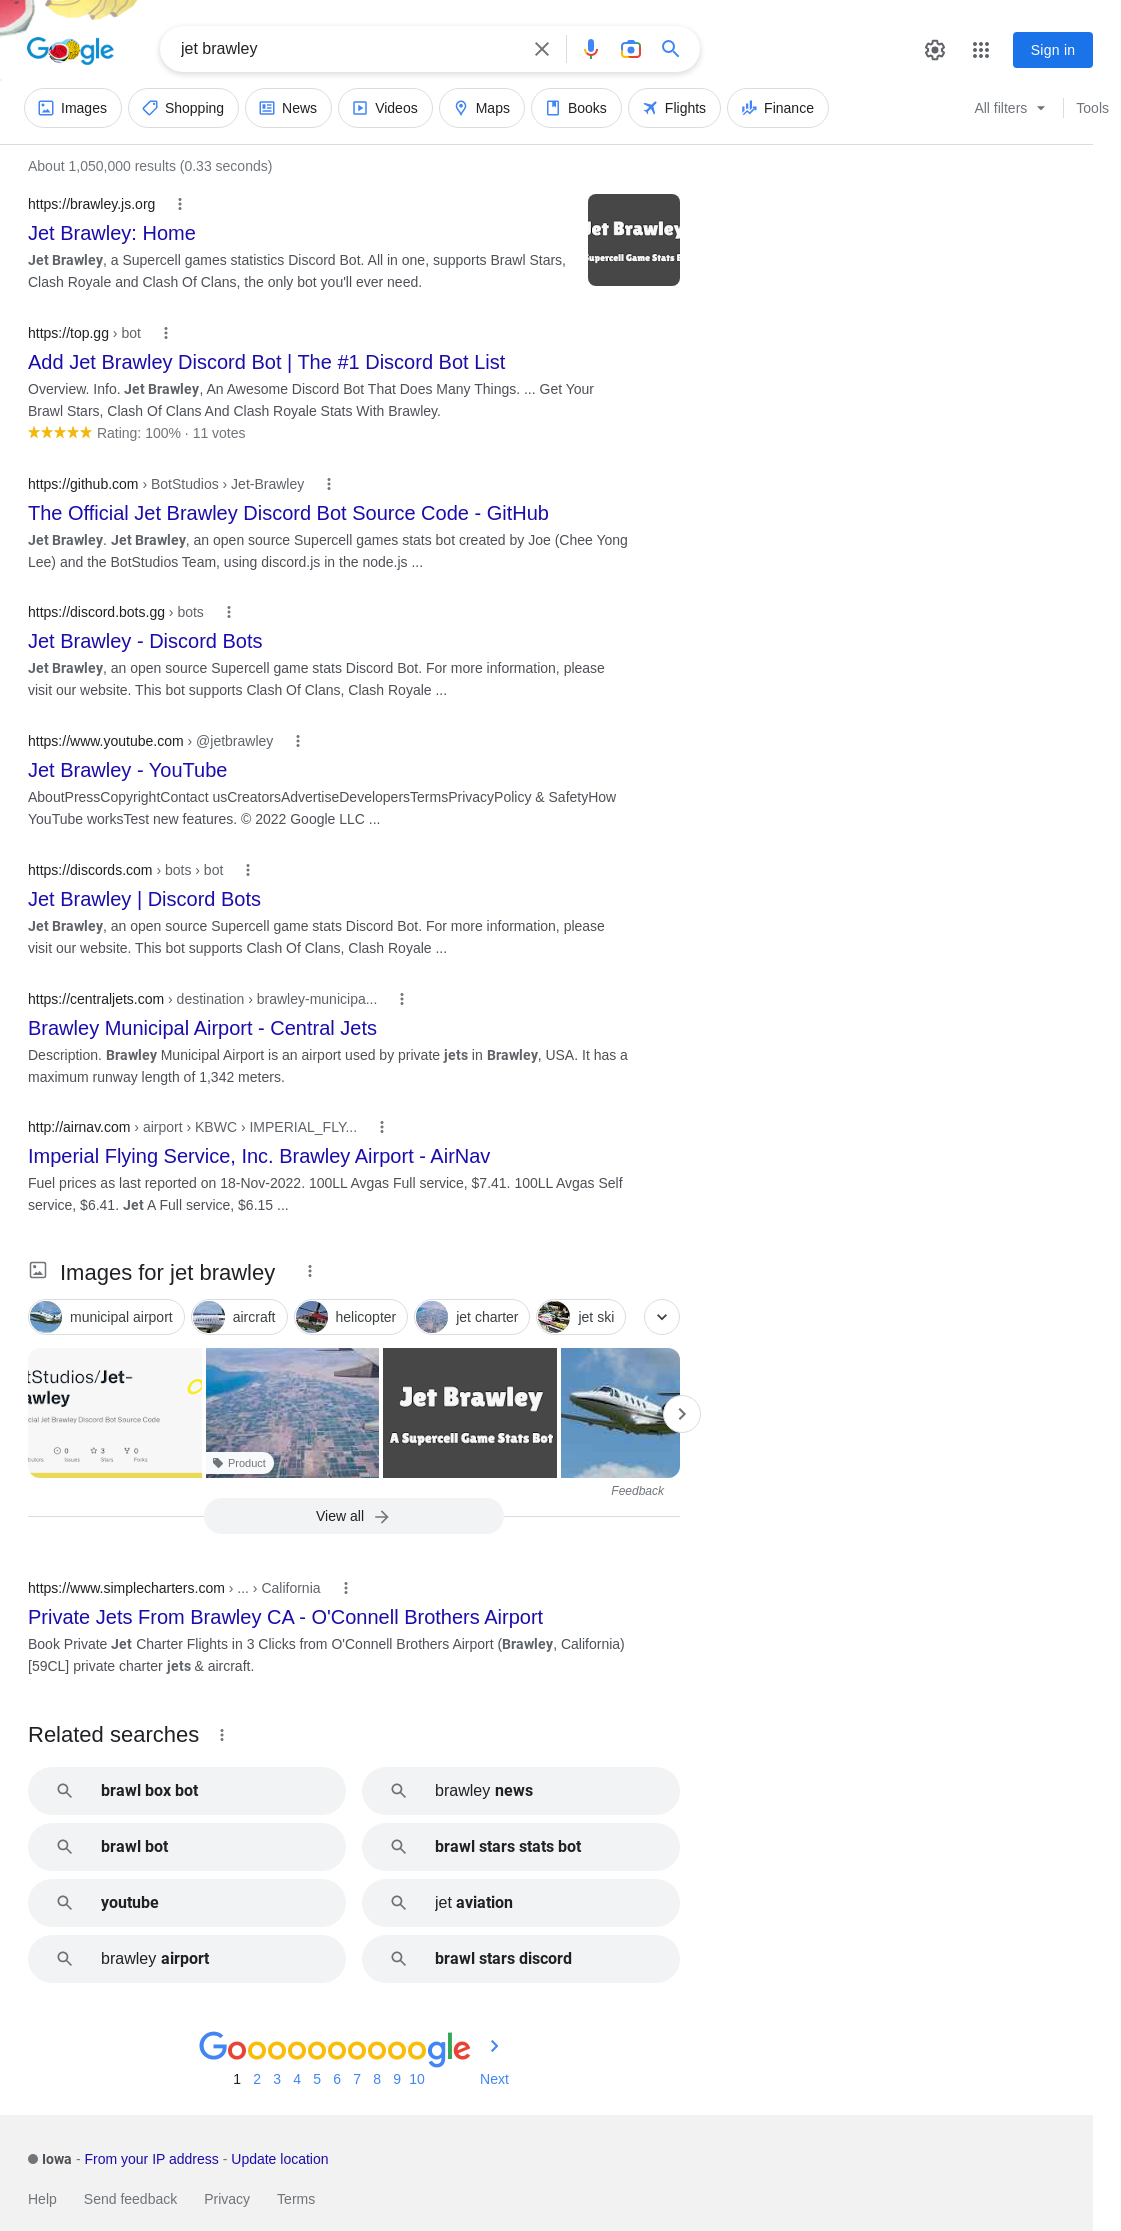 Google
jet brawley
Sign in
Images
Shopping
News
Videos
Maps
Books
Flights
Finance
All filters
Tools
About 1,050,000 results (0.33 seconds)
https://brawley.js.org
Jet Brawley: Home
Jet Brawley, a Supercell games statistics Discord Bot. All in one, supports Brawl Stars,
Clash Royale and Clash Of Clans, the only bot you'll ever need.
Jet Brawley
Supercell Game Stats B
https://top.gg › bot
Add Jet Brawley Discord Bot | The #1 Discord Bot List
Overview. Info. Jet Brawley, An Awesome Discord Bot That Does Many Things. ... Get Your
Brawl Stars, Clash Of Clans And Clash Royale Stats With Brawley.
Rating: 100% · 11 votes
https://github.com › BotStudios › Jet-Brawley
The Official Jet Brawley Discord Bot Source Code - GitHub
Jet Brawley. Jet Brawley, an open source Supercell games stats bot created by Joe (Chee Yong
Lee) and the BotStudios Team, using discord.js in the node.js ...
https://discord.bots.gg › bots
Jet Brawley - Discord Bots
Jet Brawley, an open source Supercell game stats Discord Bot. For more information, please
visit our website. This bot supports Clash Of Clans, Clash Royale ...
https://www.youtube.com › @jetbrawley
Jet Brawley - YouTube
AboutPressCopyrightContact usCreatorsAdvertiseDevelopersTermsPrivacyPolicy & SafetyHow
YouTube worksTest new features. © 2022 Google LLC ...
https://discords.com › bots › bot
Jet Brawley | Discord Bots
Jet Brawley, an open source Supercell game stats Discord Bot. For more information, please
visit our website. This bot supports Clash Of Clans, Clash Royale ...
https://centraljets.com › destination › brawley-municipa...
Brawley Municipal Airport - Central Jets
Description. Brawley Municipal Airport is an airport used by private jets in Brawley, USA. It has a
maximum runway length of 1,342 meters.
http://airnav.com › airport › KBWC › IMPERIAL_FLY...
Imperial Flying Service, Inc. Brawley Airport - AirNav
Fuel prices as last reported on 18-Nov-2022. 100LL Avgas Full service, $7.41. 100LL Avgas Self
service, $6.41. Jet A Full service, $6.15 ...
Images for jet brawley
municipal airport
aircraft
helicopter
jet charter
jet ski
tStudios/Jet-
awley
cial Jet Brawley Discord Bot Source Code
0
3
0
butors
Issues
Stars
Forks
Product
Jet Brawley
A Supercell Game Stats Bot
Feedback
View all
https://www.simplecharters.com › ... › California
Private Jets From Brawley CA - O'Connell Brothers Airport
Book Private Jet Charter Flights in 3 Clicks from O'Connell Brothers Airport (Brawley, California)
[59CL] private charter jets & aircraft.
Related searches
brawl box bot
brawley news
brawl bot
brawl stars stats bot
youtube
jet aviation
brawley airport
brawl stars discord
Goooooooooogle
1 2 3 4 5 6 7 8 9 10 Next
Iowa - From your IP address - Update location
Help
Send feedback
Privacy
Terms